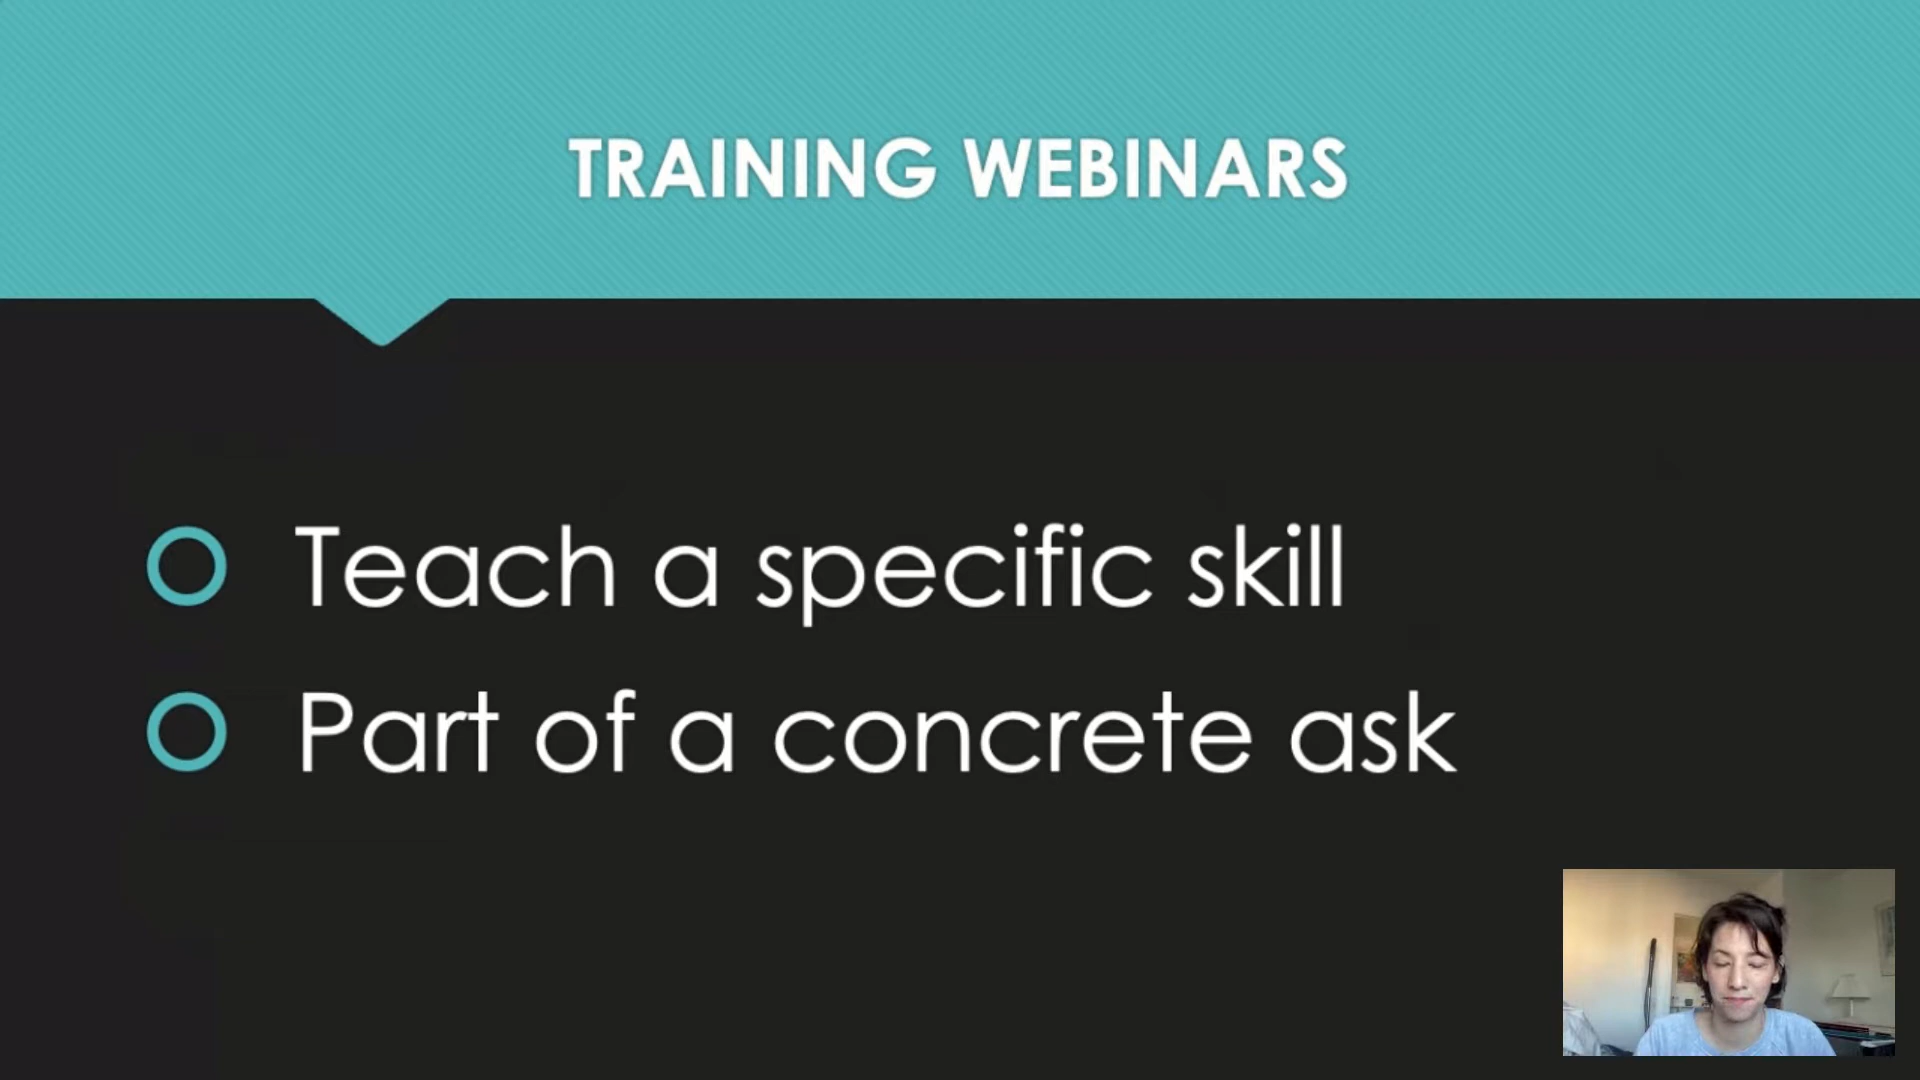 TRAINING WEBINARS
Teach a specific skill
Part of a concrete ask